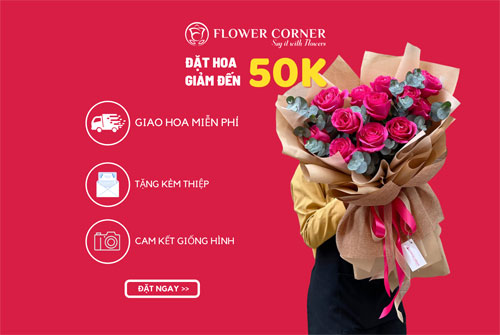 FLOWER CORNER
Say it with Flowers
ĐẶT HOA
GIẢM ĐẾN 50K
GIAO HOA MIỄN PHÍ
TẶNG KÈM THIỆP
CAM KẾT GIỐNG HÌNH
ĐẶT NGAY >>